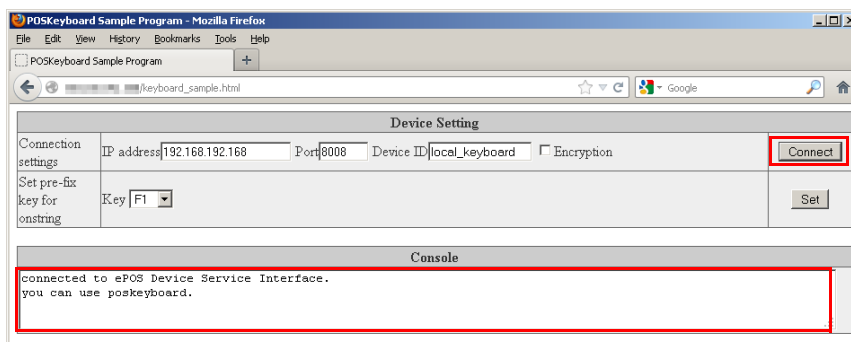 POSKeyboard Sample Program - Mozilla Firefox
File Edit View History Bookmarks Tools Help
POSKeyboard Sample Program +
/keyboard_sample.html Google
Device Setting
Connection settings IP address 192.168.192.168 Port 8008 Device ID local_keyboard Encryption Connect
Set pre-fix key for onstring Key F1 Set
Console
connected to ePOS Device Service Interface.
you can use poskeyboard.